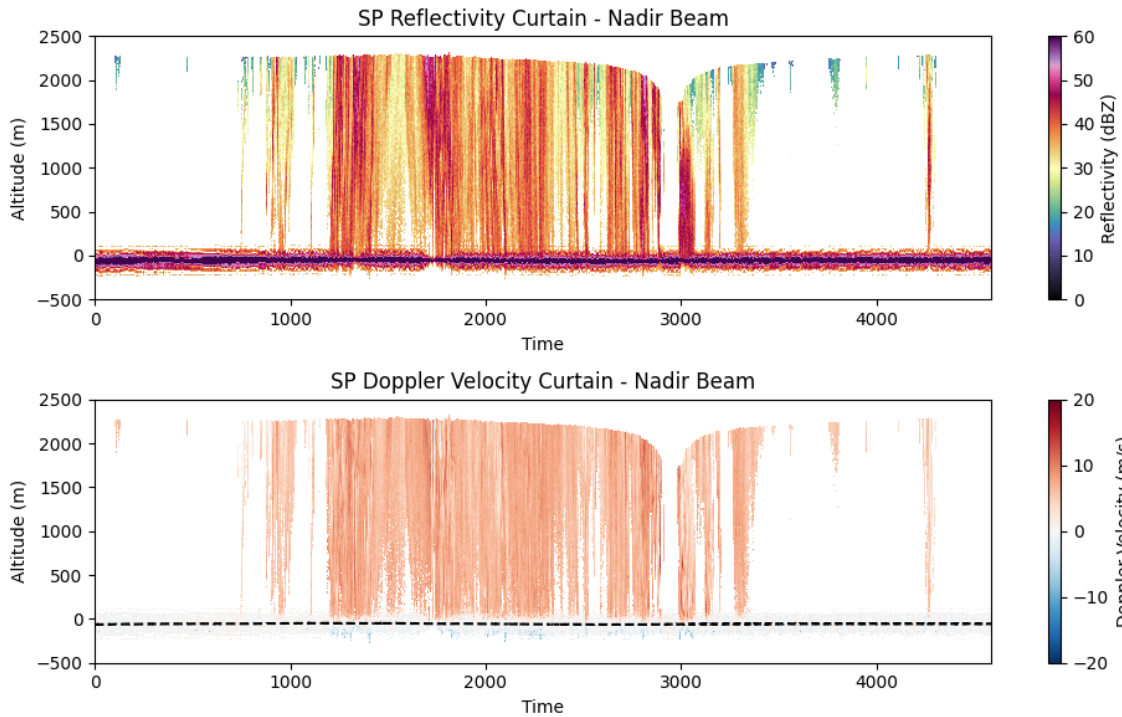 SP Reflectivity Curtain - Nadir Beam
2500
2000
1500
1000
500
0
−500
Altitude (m)
0 1000 2000 3000 4000
Time
60
50
40
30
20
10
0
Reflectivity (dBZ)
SP Doppler Velocity Curtain - Nadir Beam
2500
2000
1500
1000
500
0
−500
Altitude (m)
0 1000 2000 3000 4000
Time
20
10
0
−10
−20
Doppler Velocity (m/s)